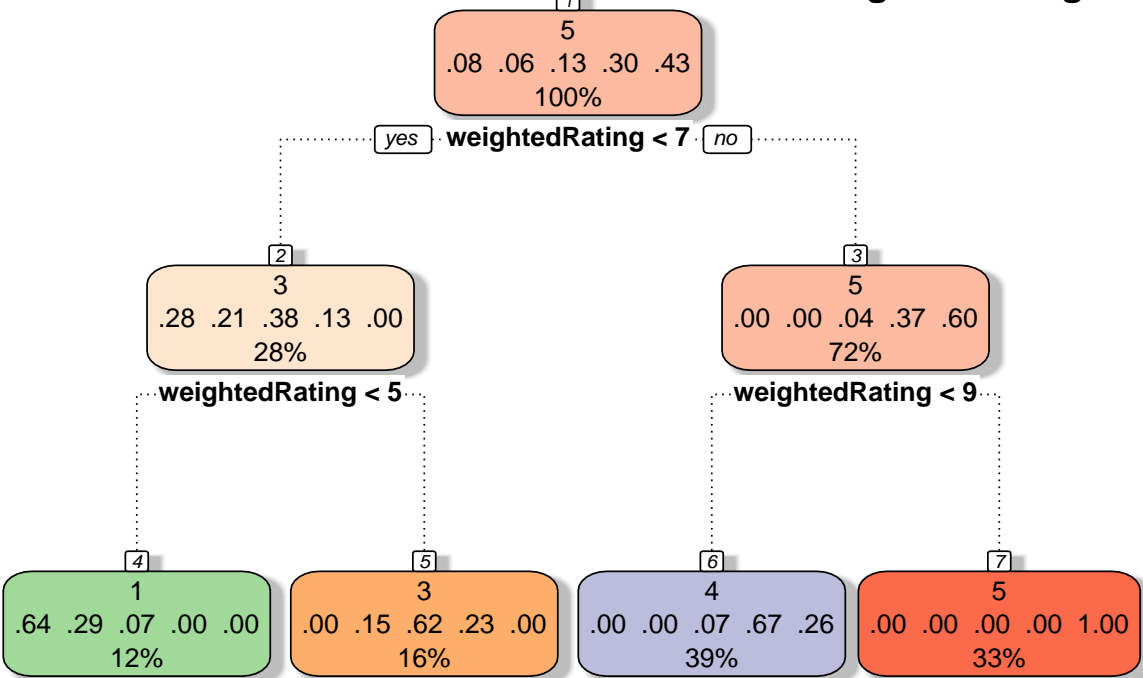 1
5
.08 .06 .13 .30 .43
100%
yes weightedRating < 7 no
2 3
3 5
.28 .21 .38 .13 .00 .00 .00 .04 .37 .60
28% 72%
weightedRating < 5 weightedRating < 9
4 5 6 7
1 3 4 5
.64 .29 .07 .00 .00 .00 .15 .62 .23 .00 .00 .00 .07 .67 .26 .00 .00 .00 .00 1.00
12% 16% 39% 33%